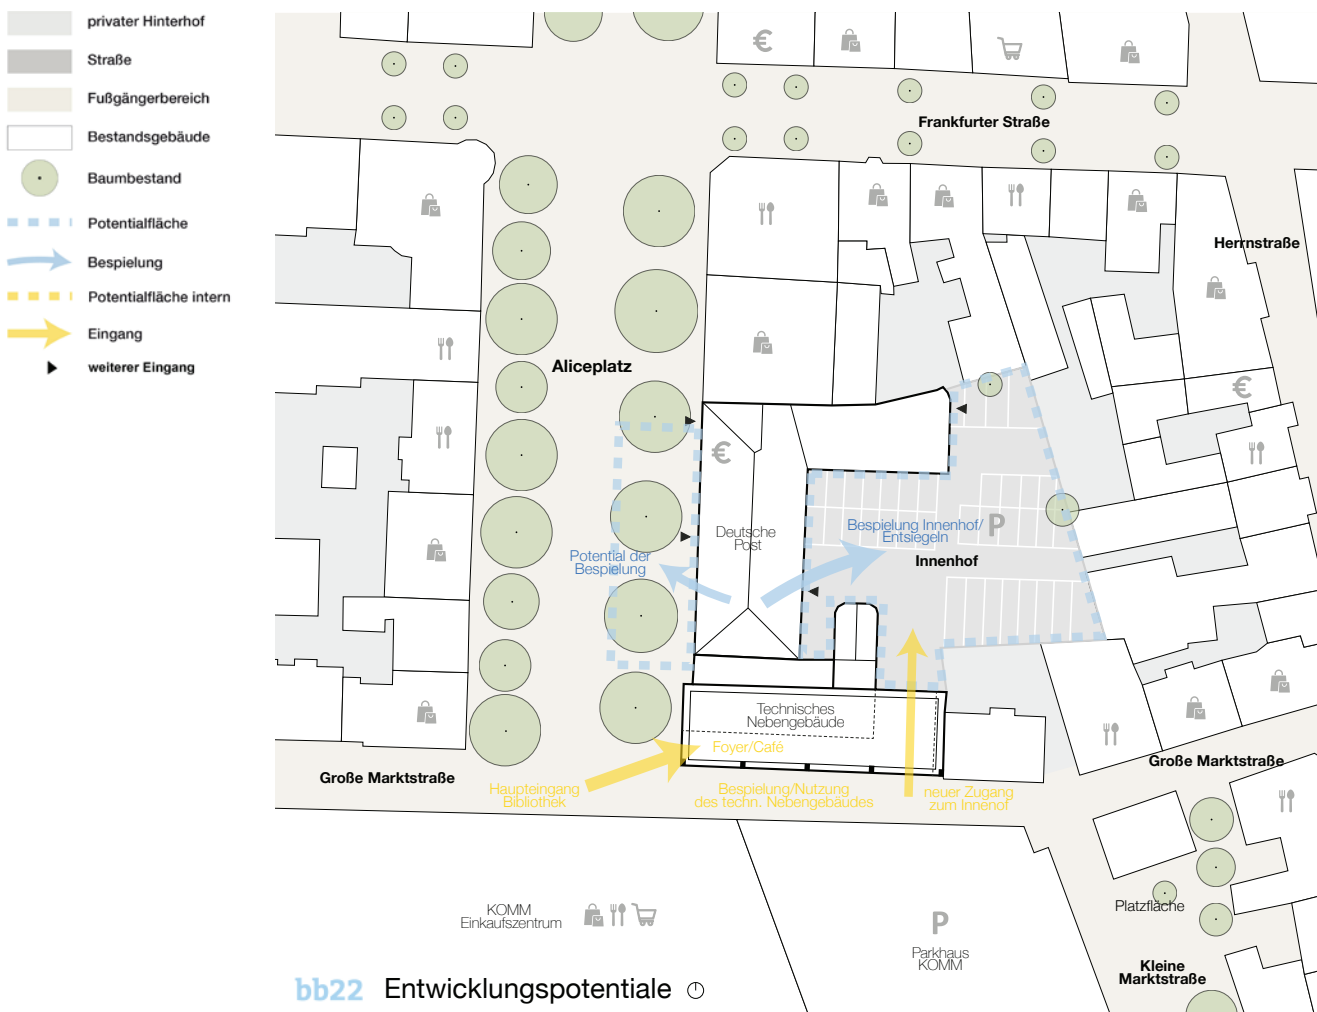 privater Hinterhof
Straße
Fußgängerbereich
Bestandsgebäude
Baumbestand
Potentialfläche
Bespielung
Potentialfläche intern
Eingang
weiterer Eingang
€
Frankfurter Straße
Herrnstraße
Aliceplatz
€
€
Deutsche
Post
Bespielung Innenhof/
Entsiegeln
P
Innenhof
Potential der
Bespielung
Technisches
Nebengebäude
Foyer/Café
Große Marktstraße
Haupteingang
Bibliothek
Bespielung/Nutzung
des techn. Nebengebäudes
neuer Zugang
zum Innenof
Große Marktstraße
KOMM
Einkaufszentrum
P
Parkhaus
KOMM
Platzfläche
Kleine
Marktstraße
bb22 Entwicklungspotentiale